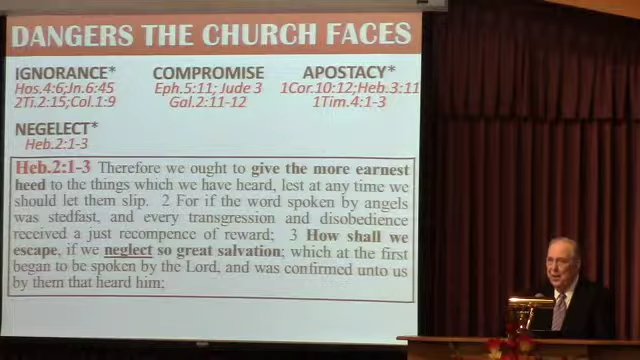 DANGERS THE CHURCH FACES
IGNORANCE* COMPROMISE APOSTACY*
Hos.4:6;Jn.6:45 Eph.5:11; Jude 3 1Cor.10:12;Heb.3:11
2Ti.2:15;Col.1:9 Gal.2:11-12 1Tim.4:1-3
NEGELECT*
Heb.2:1-3
Heb.2:1-3 Therefore we ought to give the more earnest
heed to the things which we have heard, lest at any time we
should let them slip. 2 For if the word spoken by angels
was stedfast, and every transgression and disobedience
received a just recompence of reward; 3 How shall we
escape, if we neglect so great salvation; which at the first
began to be spoken by the Lord, and was confirmed unto us
by them that heard him;